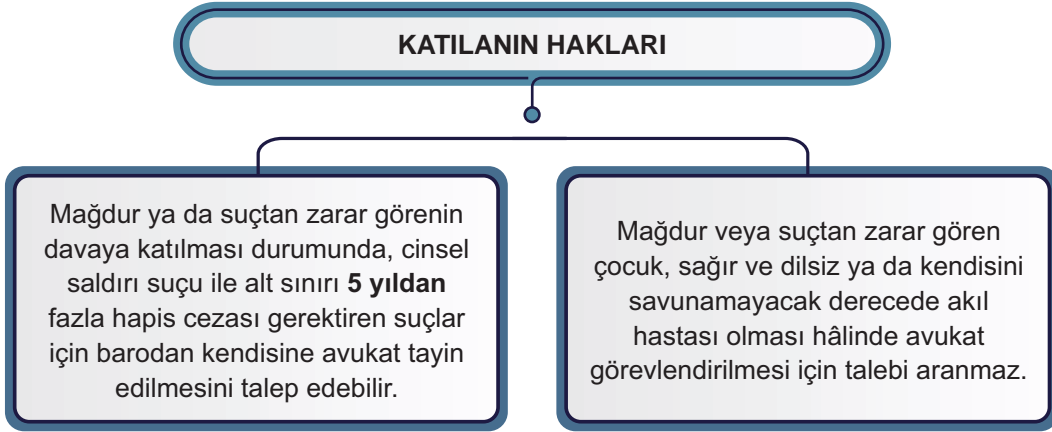 KATILANIN HAKLARI
Mağdur ya da suçtan zarar görenin
davaya katılması durumunda, cinsel
saldırı suçu ile alt sınırı 5 yıldan
fazla hapis cezası gerektiren suçlar
için barodan kendisine avukat tayin
edilmesini talep edebilir.
Mağdur veya suçtan zarar gören
çocuk, sağır ve dilsiz ya da kendisini
savunamayacak derecede akıl
hastası olması hâlinde avukat
görevlendirilmesi için talebi aranmaz.